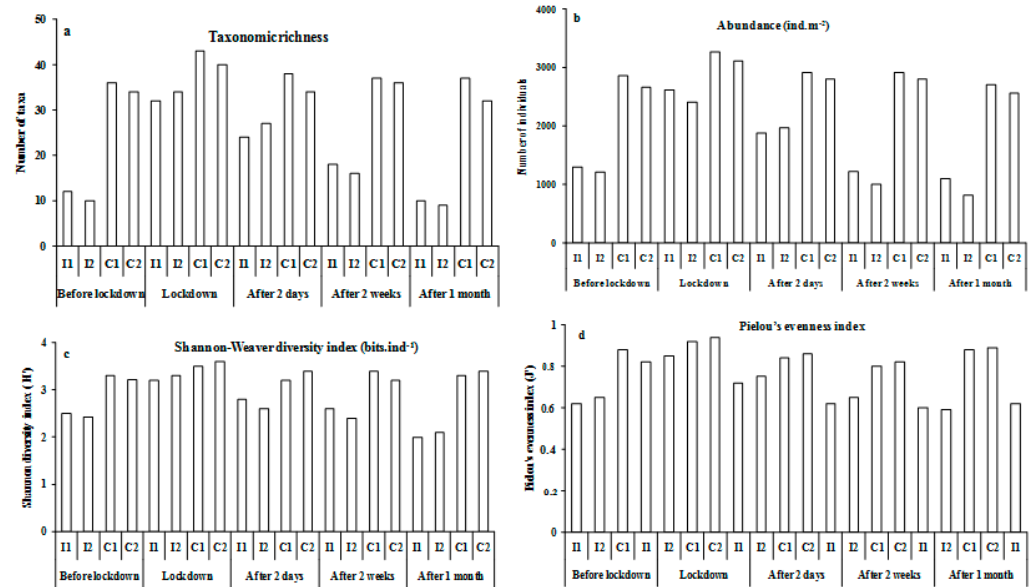 a
Taxonomic richness
Number of taxa
50
40
30
20
10
0
I1 I2 C1 C2 I1 I2 C1 C2 I1 I2 C1 C2 I1 I2 C1 C2 I1 I2 C1 C2
Before lockdown Lockdown After 2 days After 2 weeks After 1 month
b
Abundance (ind.m⁻²)
Number of individuals
4000
3000
2000
1000
0
I1 I2 C1 C2 I1 I2 C1 C2 I1 I2 C1 C2 I1 I2 C1 C2 I1 I2 C1 C2
Before lockdown Lockdown After 2 days After 2 weeks After 1 month
c
Shannon-Weaver diversity index (bits.ind⁻¹)
Shannon diversity index (H')
4
3
2
1
0
I1 I2 C1 C2 I1 I2 C1 C2 I1 I2 C1 C2 I1 I2 C1 C2 I1 I2 C1 C2
Before lockdown Lockdown After 2 days After 2 weeks After 1 month
d
Pielou's evenness index
Pielou's evenness index (J')
1
0.8
0.6
0.4
0.2
0
I1 I2 C1 I1 I2 C1 C2 I1 I2 C1 C2 I1 I2 C1 C2 I1 I2 C1 C2 I1
Before lockdown Lockdown After 2 days After 2 weeks After 1 month